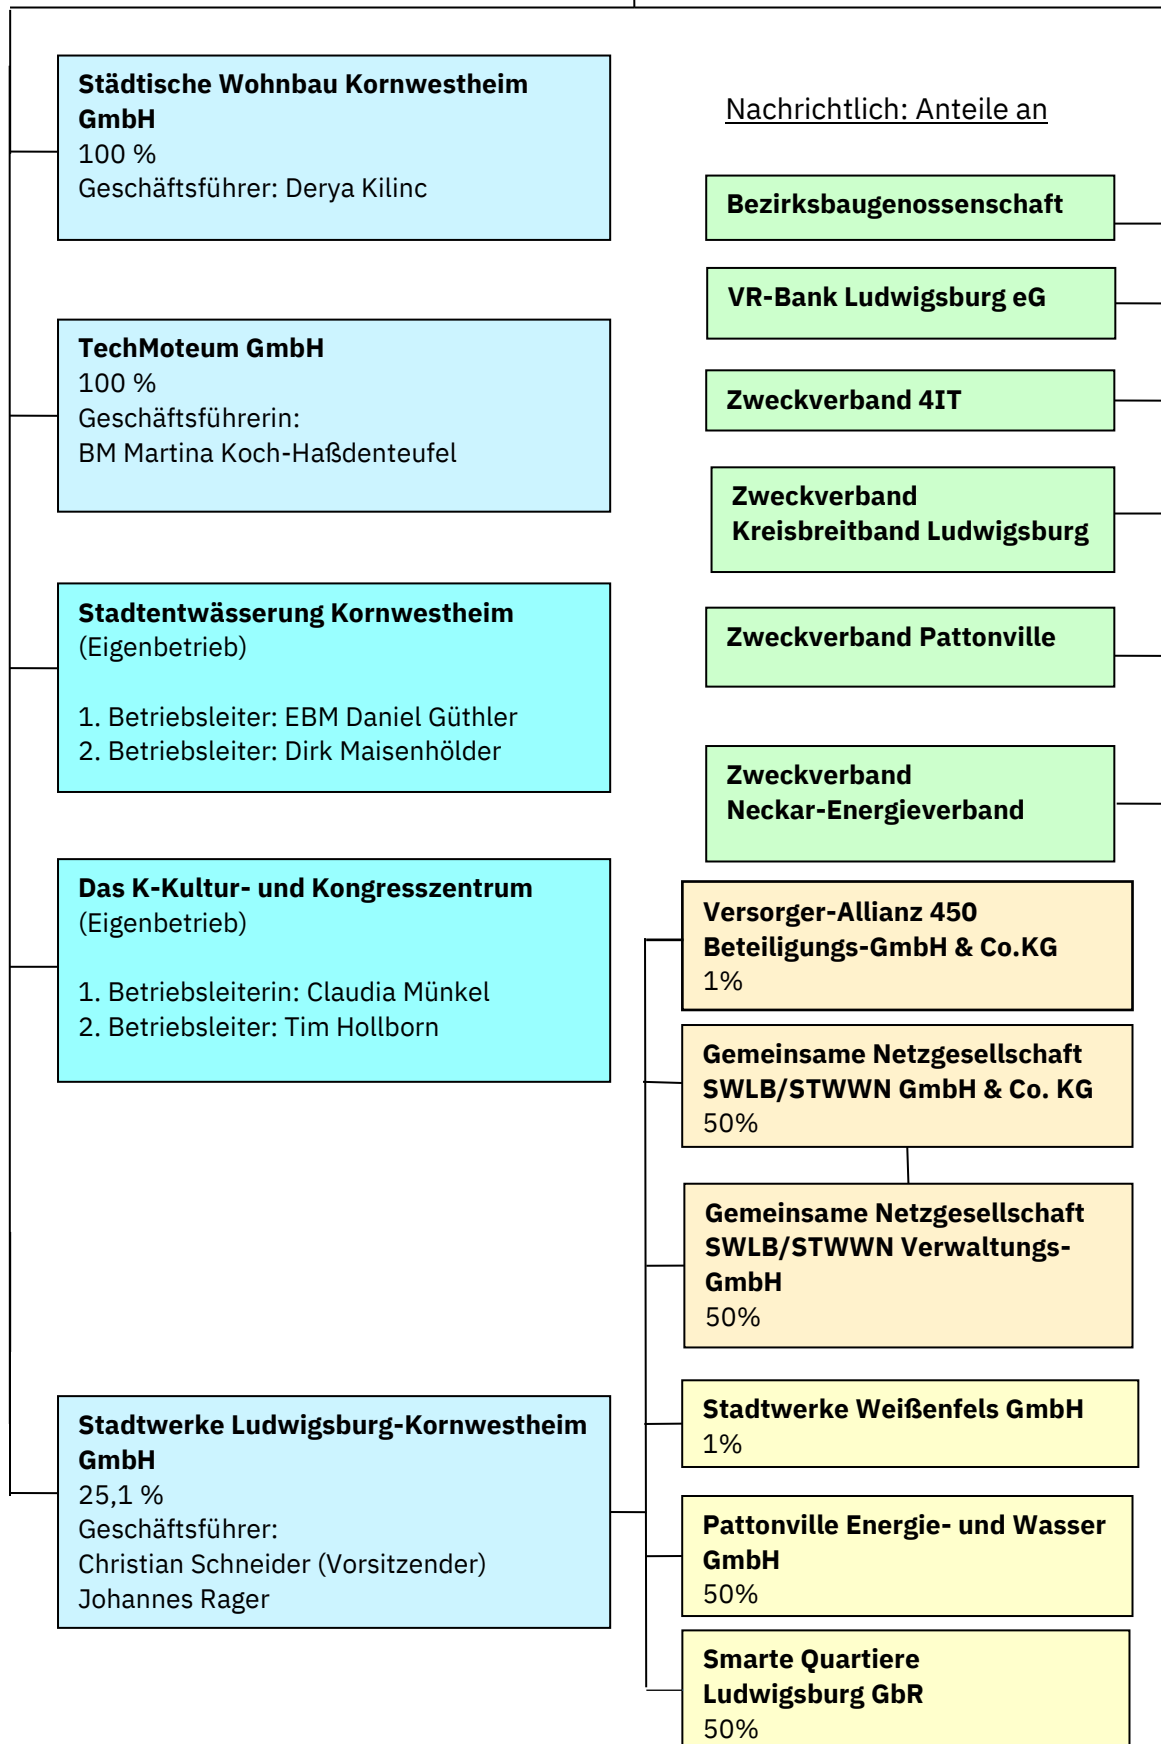 Städtische Wohnbau Kornwestheim
GmbH
100 %
Geschäftsführer: Derya Kilinc
TechMoteum GmbH
100 %
Geschäftsführerin:
BM Martina Koch-Haßdenteufel
Stadtentwässerung Kornwestheim
(Eigenbetrieb)
1. Betriebsleiter: EBM Daniel Güthler
2. Betriebsleiter: Dirk Maisenhölder
Das K-Kultur- und Kongresszentrum
(Eigenbetrieb)
1. Betriebsleiterin: Claudia Münkel
2. Betriebsleiter: Tim Hollborn
Stadtwerke Ludwigsburg-Kornwestheim
GmbH
25,1 %
Geschäftsführer:
Christian Schneider (Vorsitzender)
Johannes Rager
Nachrichtlich: Anteile an
Bezirksbaugenossenschaft
VR-Bank Ludwigsburg eG
Zweckverband 4IT
Zweckverband
Kreisbreitband Ludwigsburg
Zweckverband Pattonville
Zweckverband
Neckar-Energieverband
Versorger-Allianz 450
Beteiligungs-GmbH & Co.KG
1%
Gemeinsame Netzgesellschaft
SWLB/STWWN GmbH & Co. KG
50%
Gemeinsame Netzgesellschaft
SWLB/STWWN Verwaltungs-
GmbH
50%
Stadtwerke Weißenfels GmbH
1%
Pattonville Energie- und Wasser
GmbH
50%
Smarte Quartiere
Ludwigsburg GbR
50%